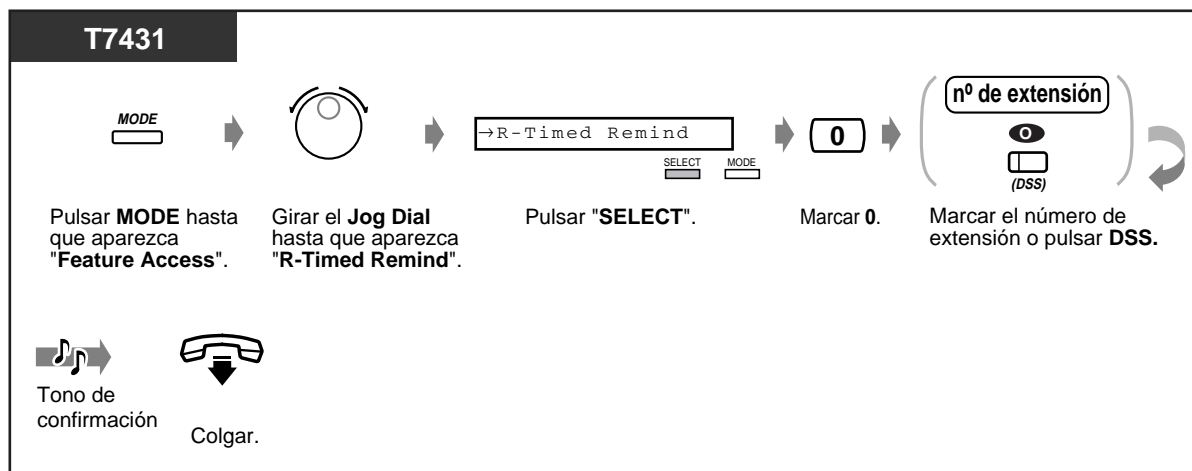 T7431
MODE
→R-Timed Remind
SELECT MODE
0
nº de extensión
O
(DSS)
Pulsar MODE hasta
que aparezca
"Feature Access".
Girar el Jog Dial
hasta que aparezca
"R-Timed Remind".
Pulsar "SELECT".
Marcar 0.
Marcar el número de
extensión o pulsar DSS.
Tono de
confirmación
Colgar.